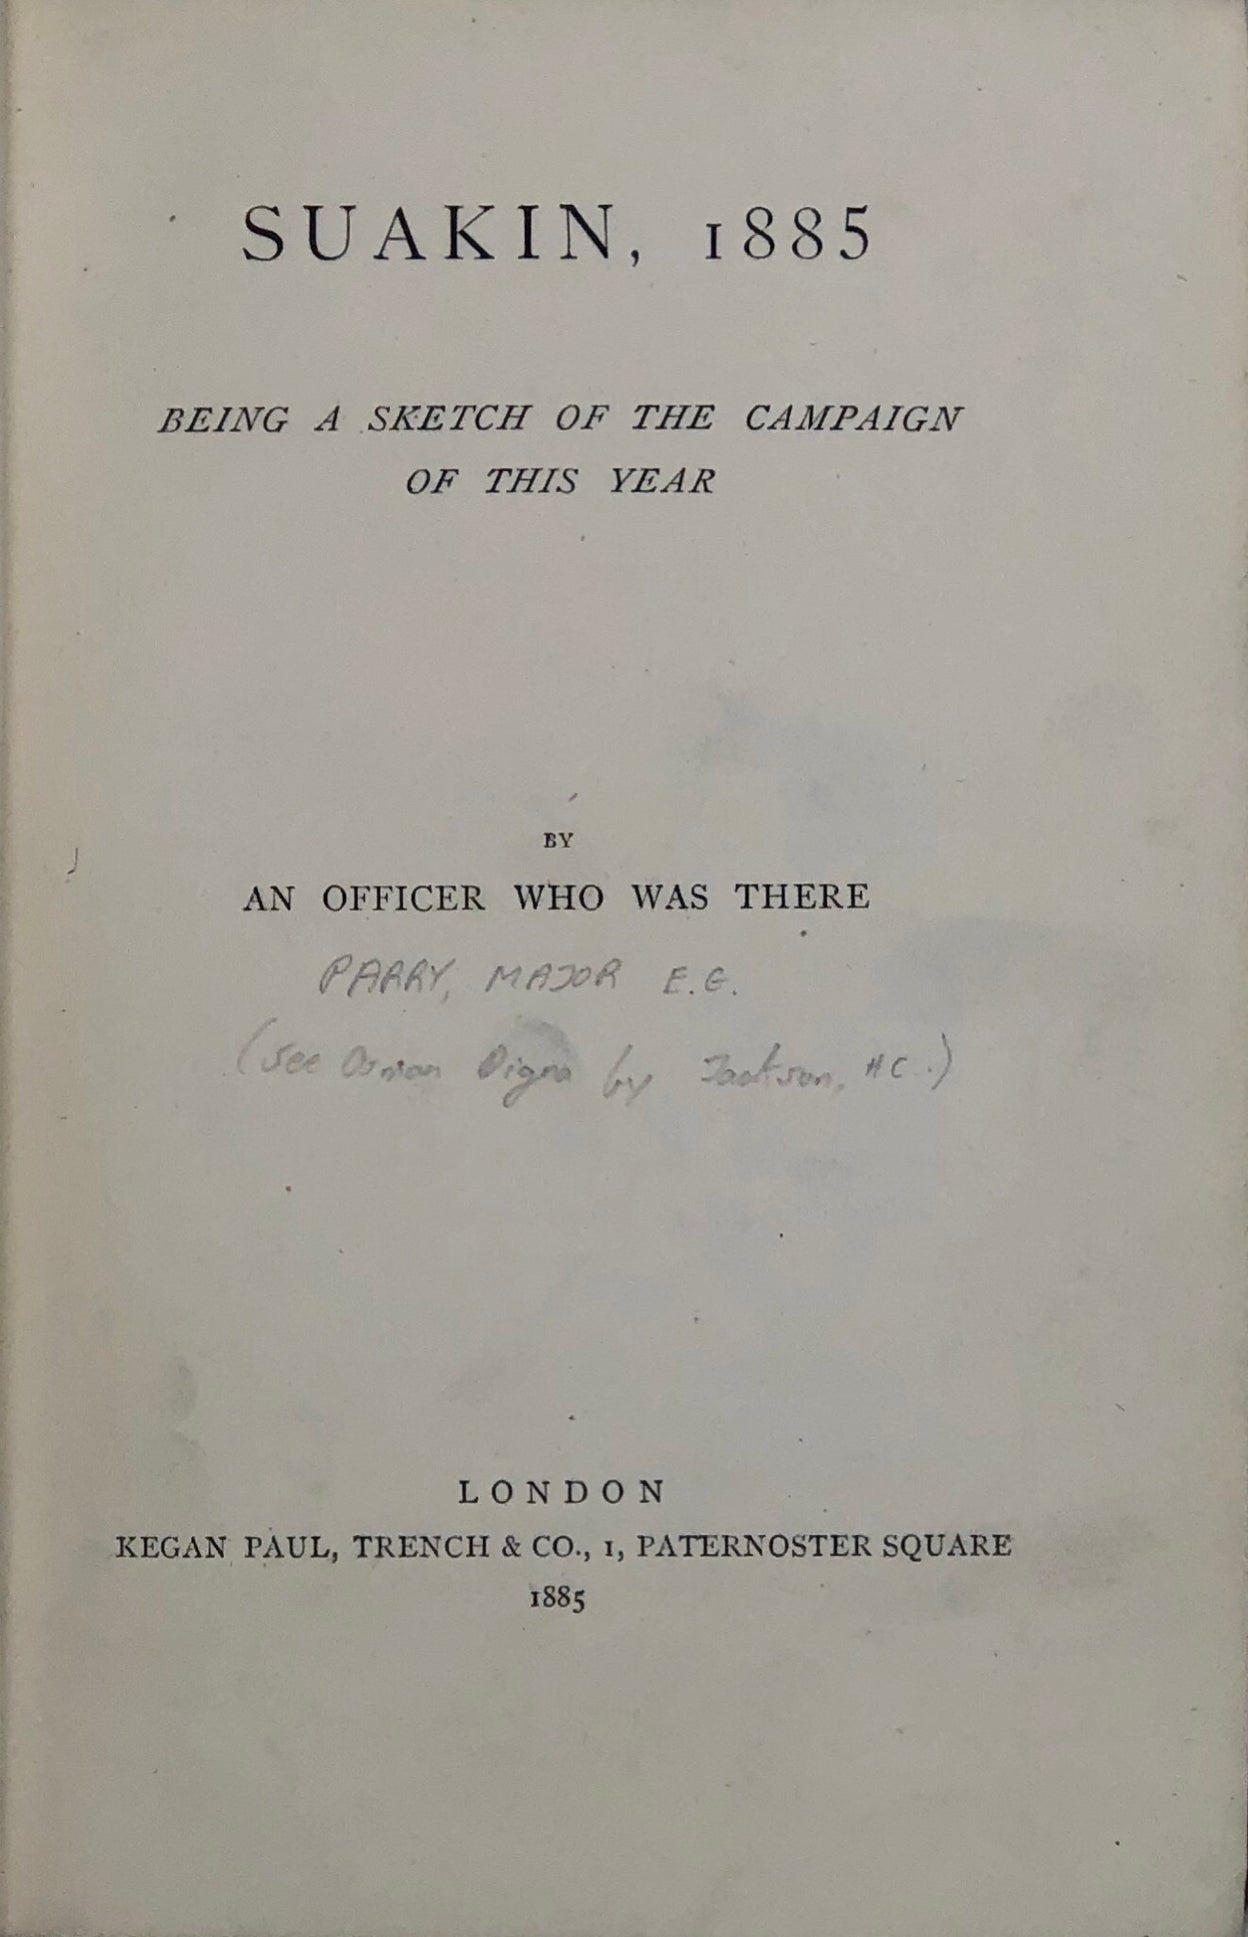 SUAKIN, 1885
BEING A SKETCH OF THE CAMPAIGN
OF THIS YEAR
BY
AN OFFICER WHO WAS THERE
PARRY, MAJOR E.G.
(See Osman Digna by Jackson, HC.)
LONDON
KEGAN PAUL, TRENCH & CO., 1, PATERNOSTER SQUARE
1885